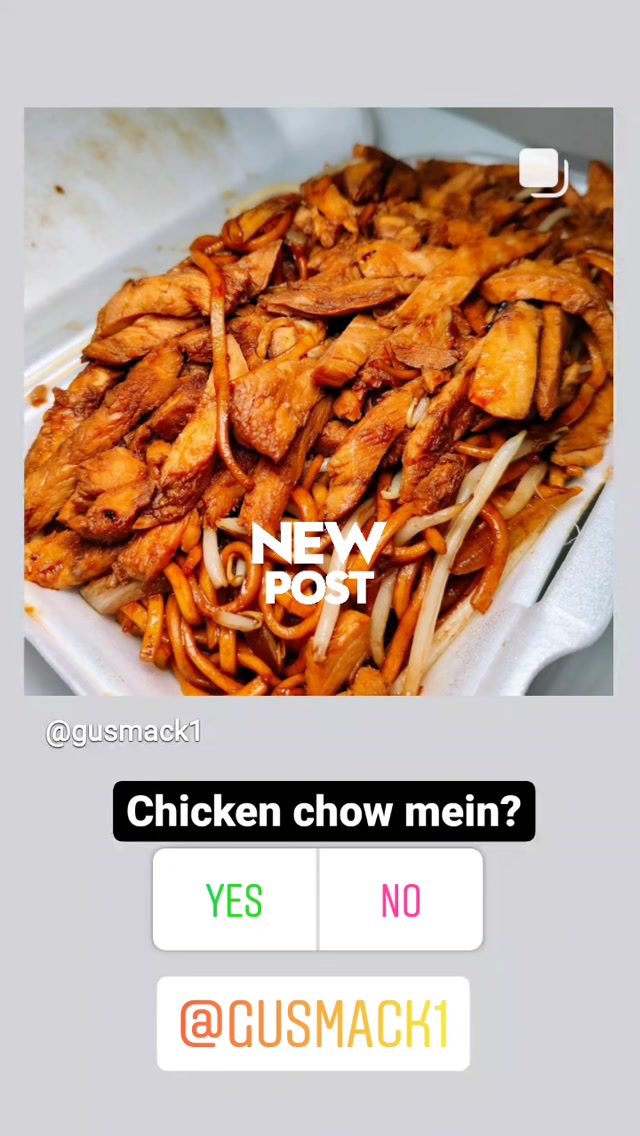 NEW
POST
@gusmack1
Chicken chow mein?
YES
NO
@GUSMACK1